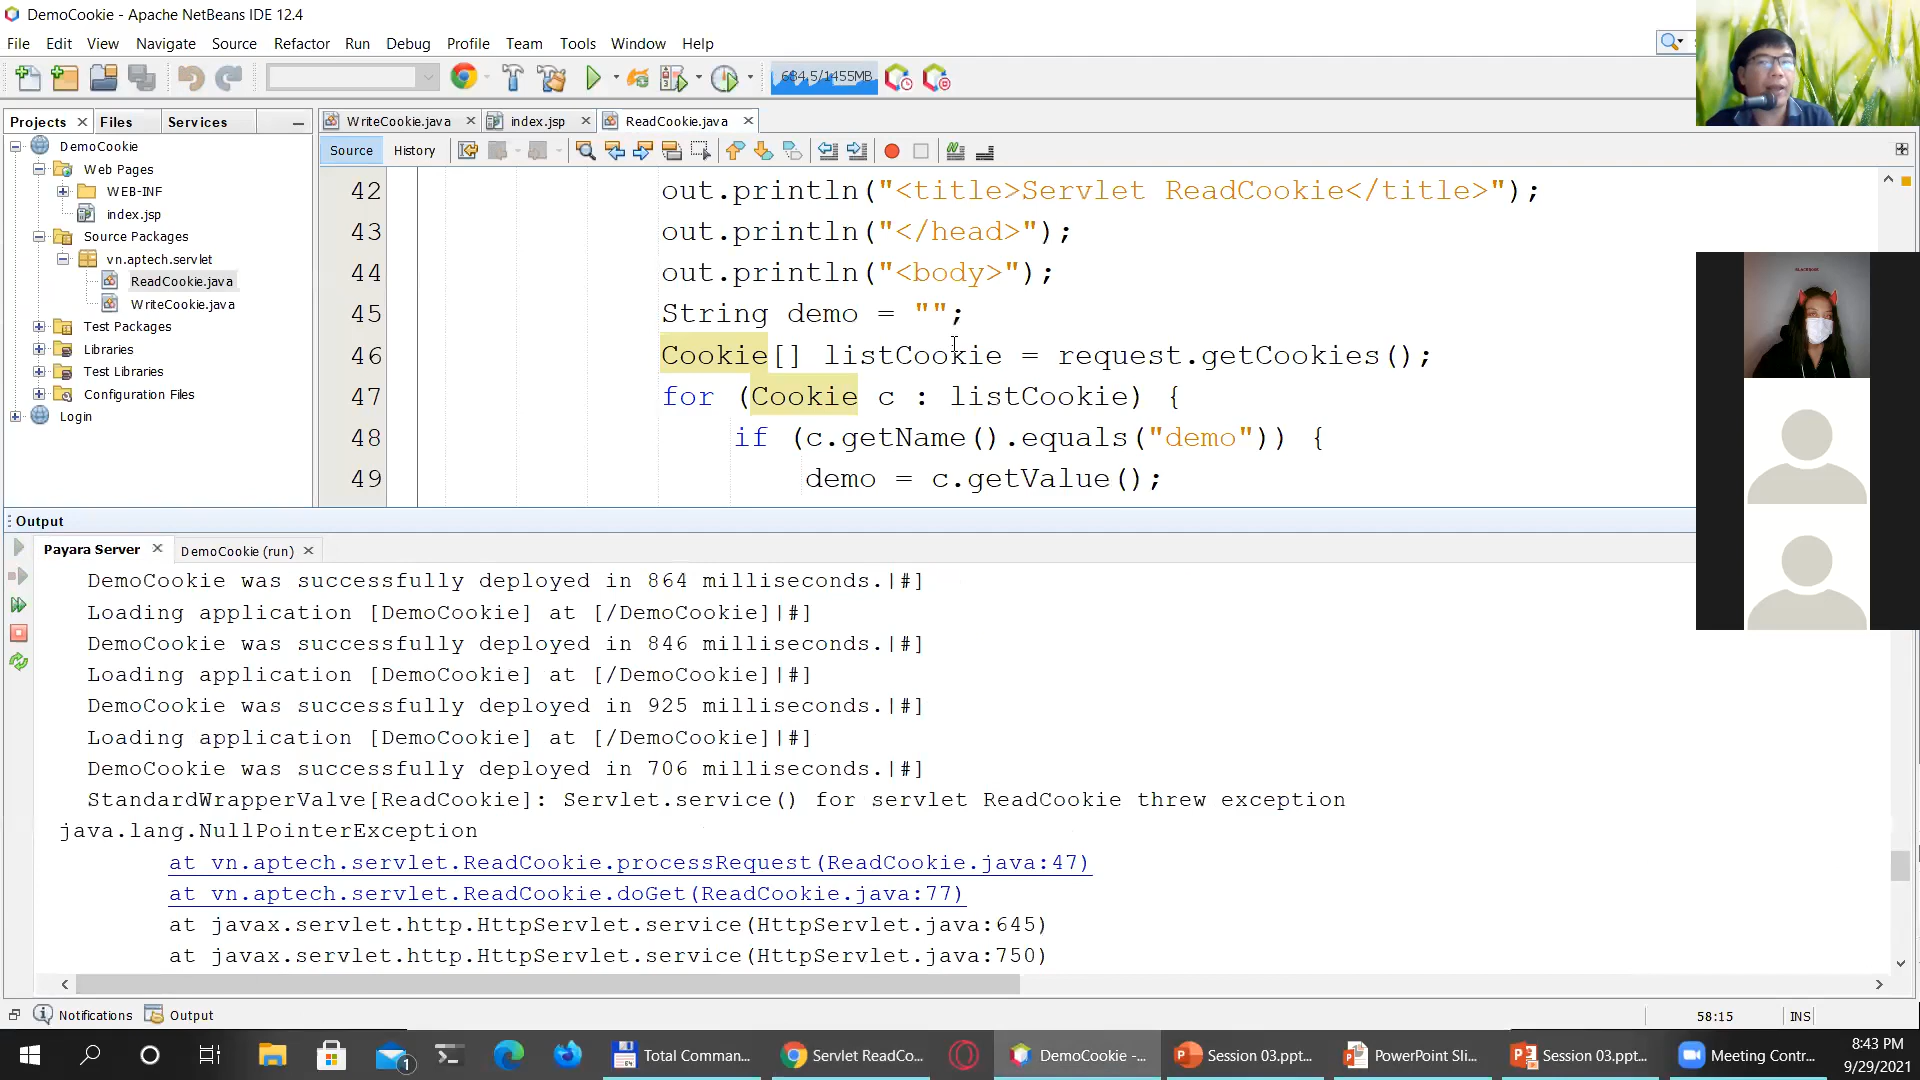 DemoCookie - Apache NetBeans IDE 12.4
File Edit View Navigate Source Refactor Run Debug Profile Team Tools Window Help
684.5/1455MB
Projects Files Services
WriteCookie.java index.jsp ReadCookie.java
Source History
DemoCookie
Web Pages
WEB-INF
index.jsp
Source Packages
vn.aptech.servlet
ReadCookie.java
WriteCookie.java
Test Packages
Libraries
Test Libraries
Configuration Files
Login
42 out.println("<title>Servlet ReadCookie</title>");
43 out.println("</head>");
44 out.println("<body>");
45 String demo = "";
46 Cookie[] listCookie = request.getCookies();
47 for (Cookie c : listCookie) {
48 if (c.getName().equals("demo")) {
49 demo = c.getValue();
Output
Payara Server DemoCookie (run)
DemoCookie was successfully deployed in 864 milliseconds.|#]
Loading application [DemoCookie] at [/DemoCookie]|#]
DemoCookie was successfully deployed in 846 milliseconds.|#]
Loading application [DemoCookie] at [/DemoCookie]|#]
DemoCookie was successfully deployed in 925 milliseconds.|#]
Loading application [DemoCookie] at [/DemoCookie]|#]
DemoCookie was successfully deployed in 706 milliseconds.|#]
StandardWrapperValve[ReadCookie]: Servlet.service() for servlet ReadCookie threw exception
java.lang.NullPointerException
at vn.aptech.servlet.ReadCookie.processRequest(ReadCookie.java:47)
at vn.aptech.servlet.ReadCookie.doGet(ReadCookie.java:77)
at javax.servlet.http.HttpServlet.service(HttpServlet.java:645)
at javax.servlet.http.HttpServlet.service(HttpServlet.java:750)
Notifications Output
58:15 INS
1 Total Comman... Servlet ReadCo... DemoCookie -... Session 03.ppt... PowerPoint Sli... Session 03.ppt... Meeting Contr...
8:43 PM
9/29/2021